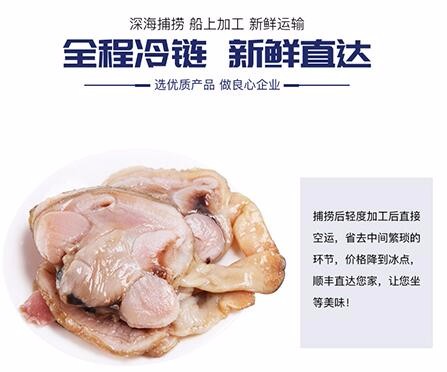 深海捕捞 船上加工 新鲜运输
全程冷链 新鲜直达
选优质产品 做良心企业
捕捞后轻度加工后直接
空运，省去中间繁琐的
环节，价格降到冰点，
顺丰直达您家，让您坐
等美味！